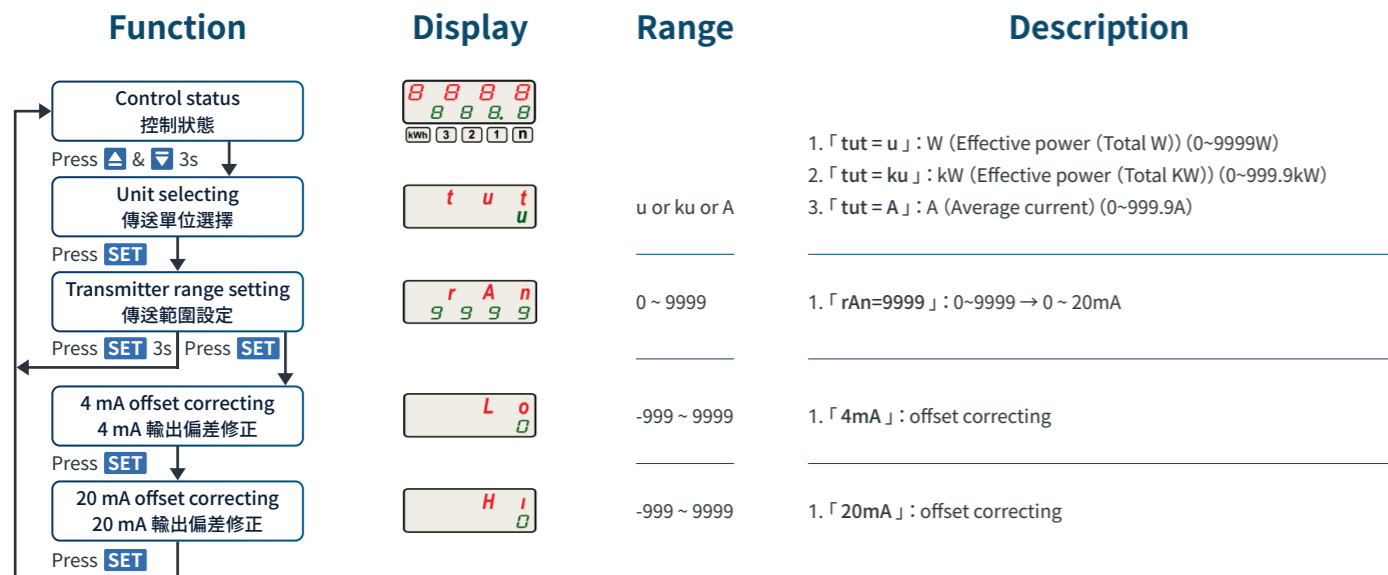 Function Display Range Description
Control status
控制狀態
8 8 8 8
8 8 8. 8
kWh 3 2 1 n
Press & 3s
1.「tut = u」：W (Effective power (Total W)) (0~9999W)
2.「tut = ku」：kW (Effective power (Total KW)) (0~999.9kW)
3.「tut = A」：A (Average current) (0~999.9A)
Unit selecting
傳送單位選擇
t u t
u
u or ku or A
Press SET
Transmitter range setting
傳送範圍設定
r A n
9 9 9 9
0 ~ 9999
1.「rAn=9999」：0~9999 → 0 ~ 20mA
Press SET 3s Press SET
4 mA offset correcting
4 mA 輸出偏差修正
L o
0
-999 ~ 9999
1.「4mA」：offset correcting
Press SET
20 mA offset correcting
20 mA 輸出偏差修正
H ı
0
-999 ~ 9999
1.「20mA」：offset correcting
Press SET